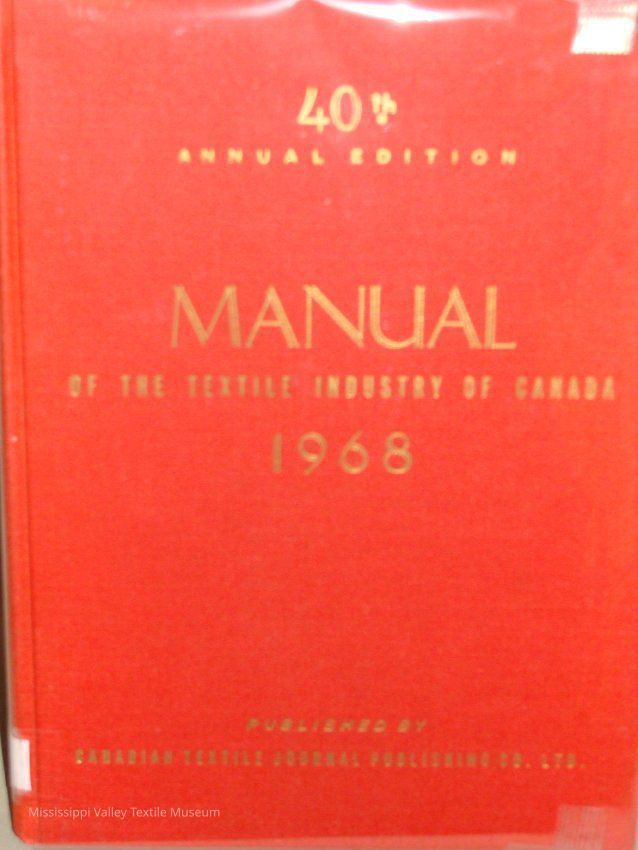 40th
ANNUAL EDITION
MANUAL
OF THE TEXTILE INDUSTRY OF CANADA
1968
PUBLISHED BY
CANADIAN TEXTILE JOURNAL PUBLISHING CO. LTD.
Mississippi Valley Textile Museum